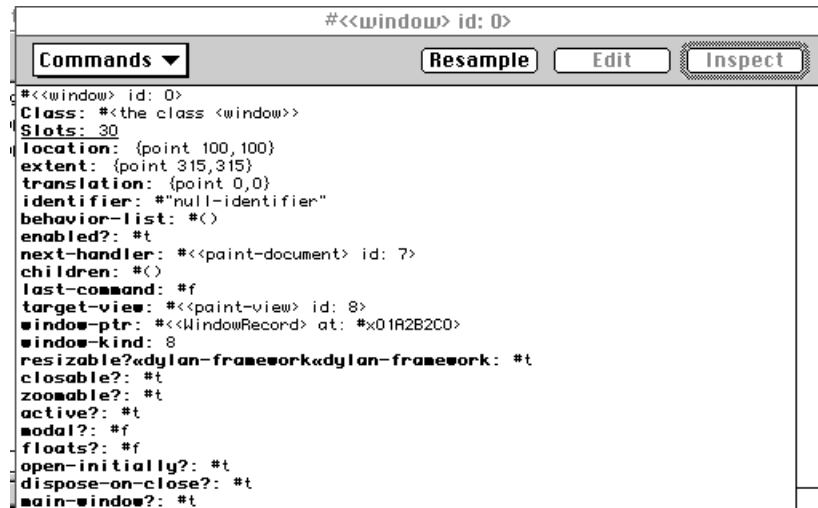 #<<window> id: 0>
Commands ▼
Resample
Edit
Inspect
#<<window> id: 0>
Class: #<the class <window>>
Slots: 30
location: {point 100,100}
extent: {point 315,315}
translation: {point 0,0}
identifier: #"null-identifier"
behavior-list: #()
enabled?: #t
next-handler: #<<paint-document> id: 7>
children: #()
last-command: #f
target-view: #<<paint-view> id: 8>
window-ptr: #<<WindowRecord> at: #x01A2B2C0>
window-kind: 8
resizable?«dylan-framework«dylan-framework: #t
closable?: #t
zoomable?: #t
active?: #t
modal?: #f
floats?: #f
open-initially?: #t
dispose-on-close?: #t
main-window?: #t